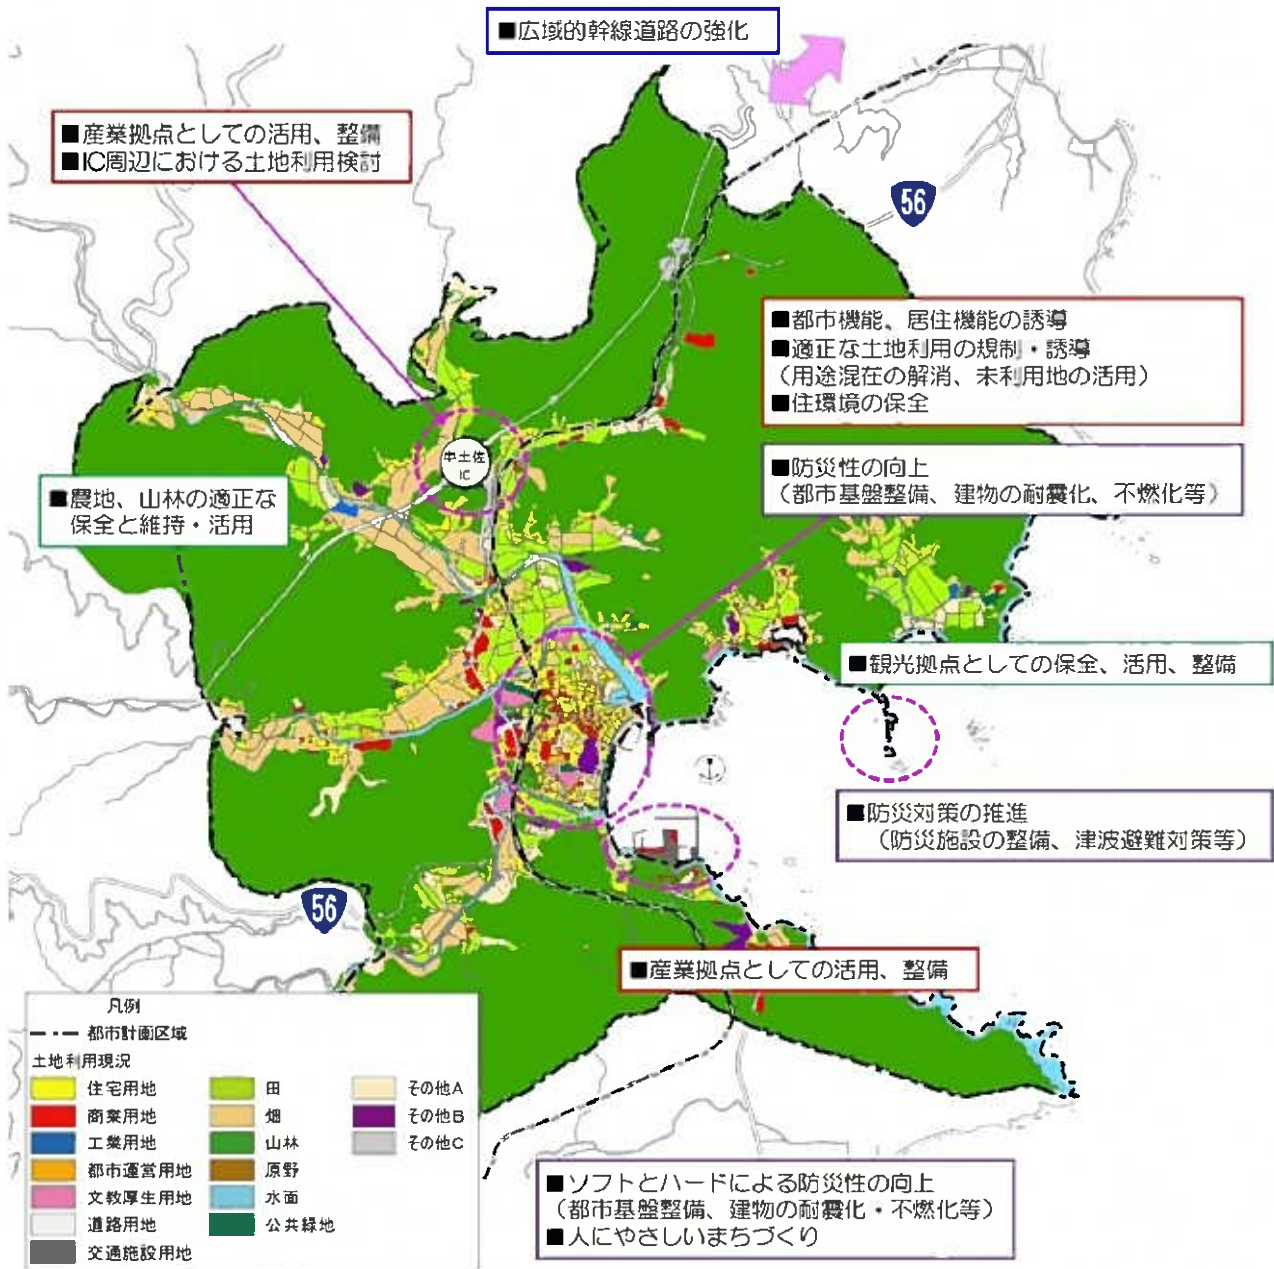 ■広域的幹線道路の強化
■産業拠点としての活用、整備
■IC周辺における土地利用検討
56
■都市機能、居住機能の誘導
■適正な土地利用の規制・誘導
（用途混在の解消、未利用地の活用）
■住環境の保全
中土佐
IC
■防災性の向上
（都市基盤整備、建物の耐震化、不燃化等）
■農地、山林の適正な
保全と維持・活用
■観光拠点としての保全、活用、整備
■防災対策の推進
（防災施設の整備、津波避難対策等）
56
■産業拠点としての活用、整備
凡例
都市計画区域
土地利用現況
住宅用地
商業用地
工業用地
都市運営用地
文教厚生用地
道路用地
交通施設用地
田
畑
山林
原野
水面
公共緑地
その他A
その他B
その他C
■ソフトとハードによる防災性の向上
（都市基盤整備、建物の耐震化・不燃化等）
■人にやさしいまちづくり